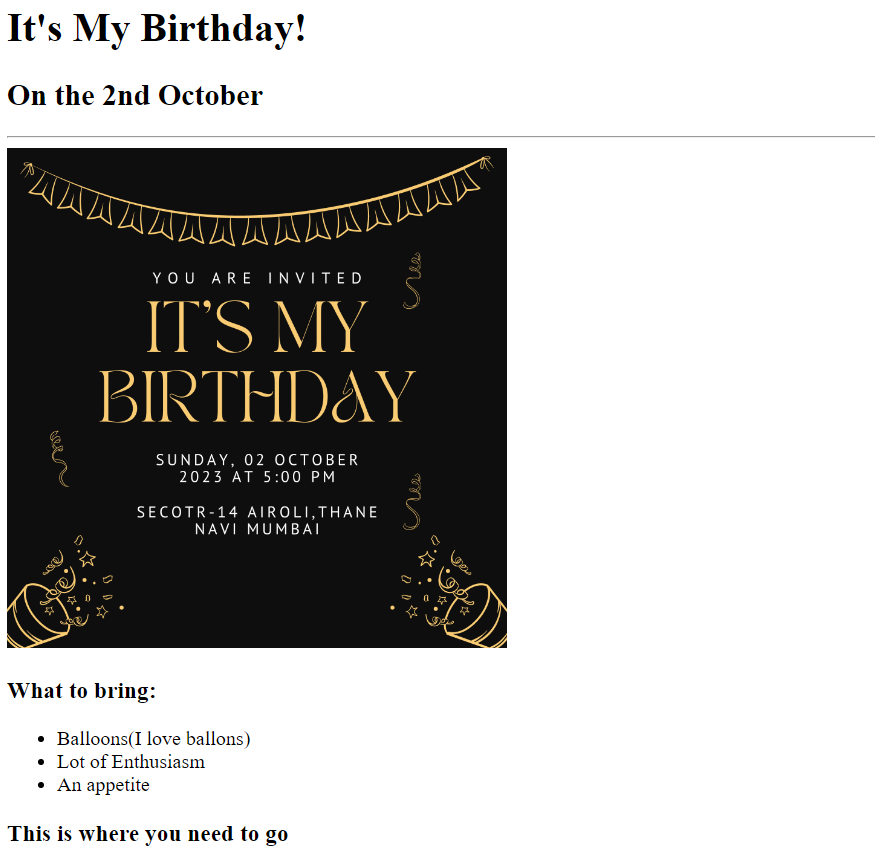 It's My Birthday!
On the 2nd October
YOU ARE INVITED
IT'S MY
BIRTHDAY
SUNDAY, 02 OCTOBER
2023 AT 5:00 PM
SECOTR-14 AIROLI,THANE
NAVI MUMBAI
What to bring:
Balloons(I love ballons)
Lot of Enthusiasm
An appetite
This is where you need to go